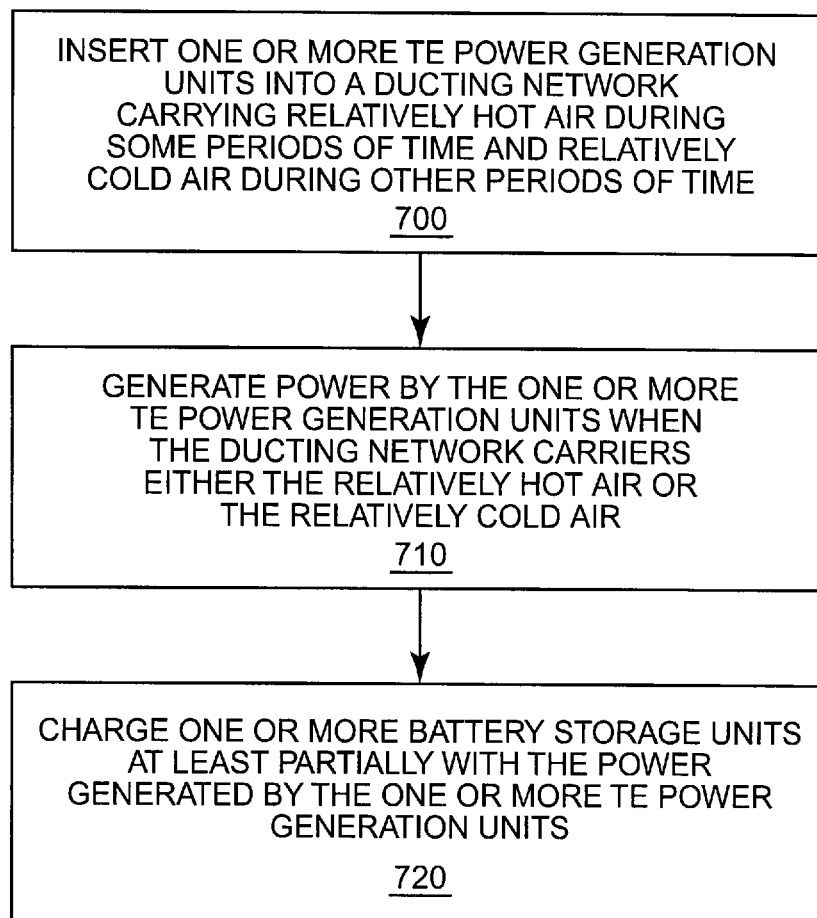 INSERT ONE OR MORE TE POWER GENERATION
UNITS INTO A DUCTING NETWORK
CARRYING RELATIVELY HOT AIR DURING
SOME PERIODS OF TIME AND RELATIVELY
COLD AIR DURING OTHER PERIODS OF TIME
700
GENERATE POWER BY THE ONE OR MORE
TE POWER GENERATION UNITS WHEN
THE DUCTING NETWORK CARRIERS
EITHER THE RELATIVELY HOT AIR OR
THE RELATIVELY COLD AIR
710
CHARGE ONE OR MORE BATTERY STORAGE UNITS
AT LEAST PARTIALLY WITH THE POWER
GENERATED BY THE ONE OR MORE TE POWER
GENERATION UNITS
720